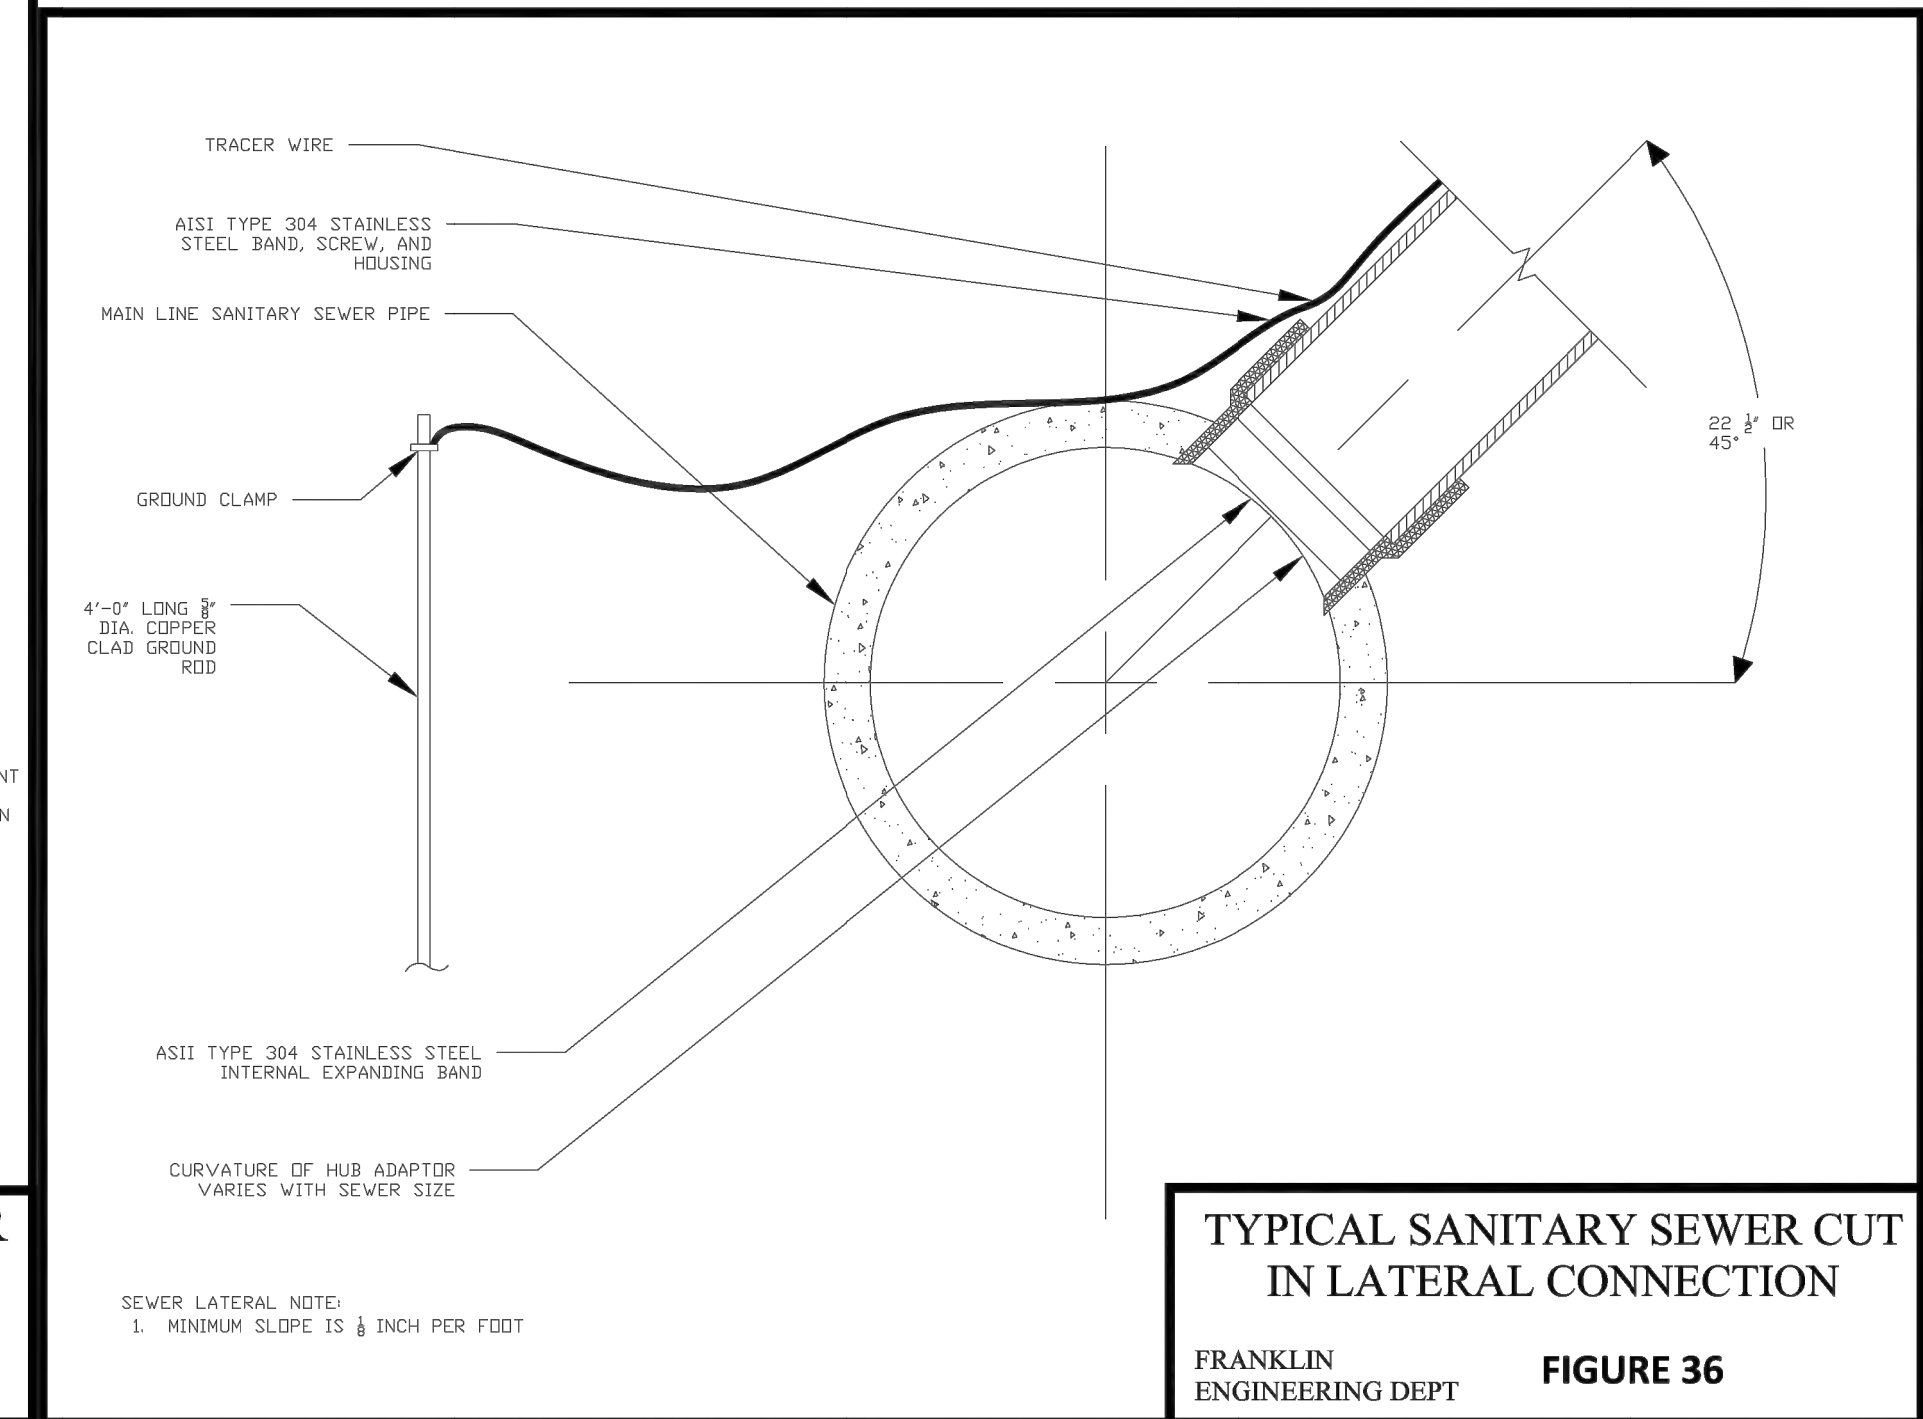 TRACER WIRE
AISI TYPE 304 STAINLESS
STEEL BAND, SCREW, AND
HOUSING
MAIN LINE SANITARY SEWER PIPE
GROUND CLAMP
4'-0" LONG 5/8"
DIA. COPPER
CLAD GROUND
ROD
22 1/2" OR
45°
NT
N
ASII TYPE 304 STAINLESS STEEL
INTERNAL EXPANDING BAND
CURVATURE OF HUB ADAPTOR
VARIES WITH SEWER SIZE
R
SEWER LATERAL NOTE:
1. MINIMUM SLOPE IS 1/8 INCH PER FOOT
TYPICAL SANITARY SEWER CUT
IN LATERAL CONNECTION
FRANKLIN
ENGINEERING DEPT
FIGURE 36